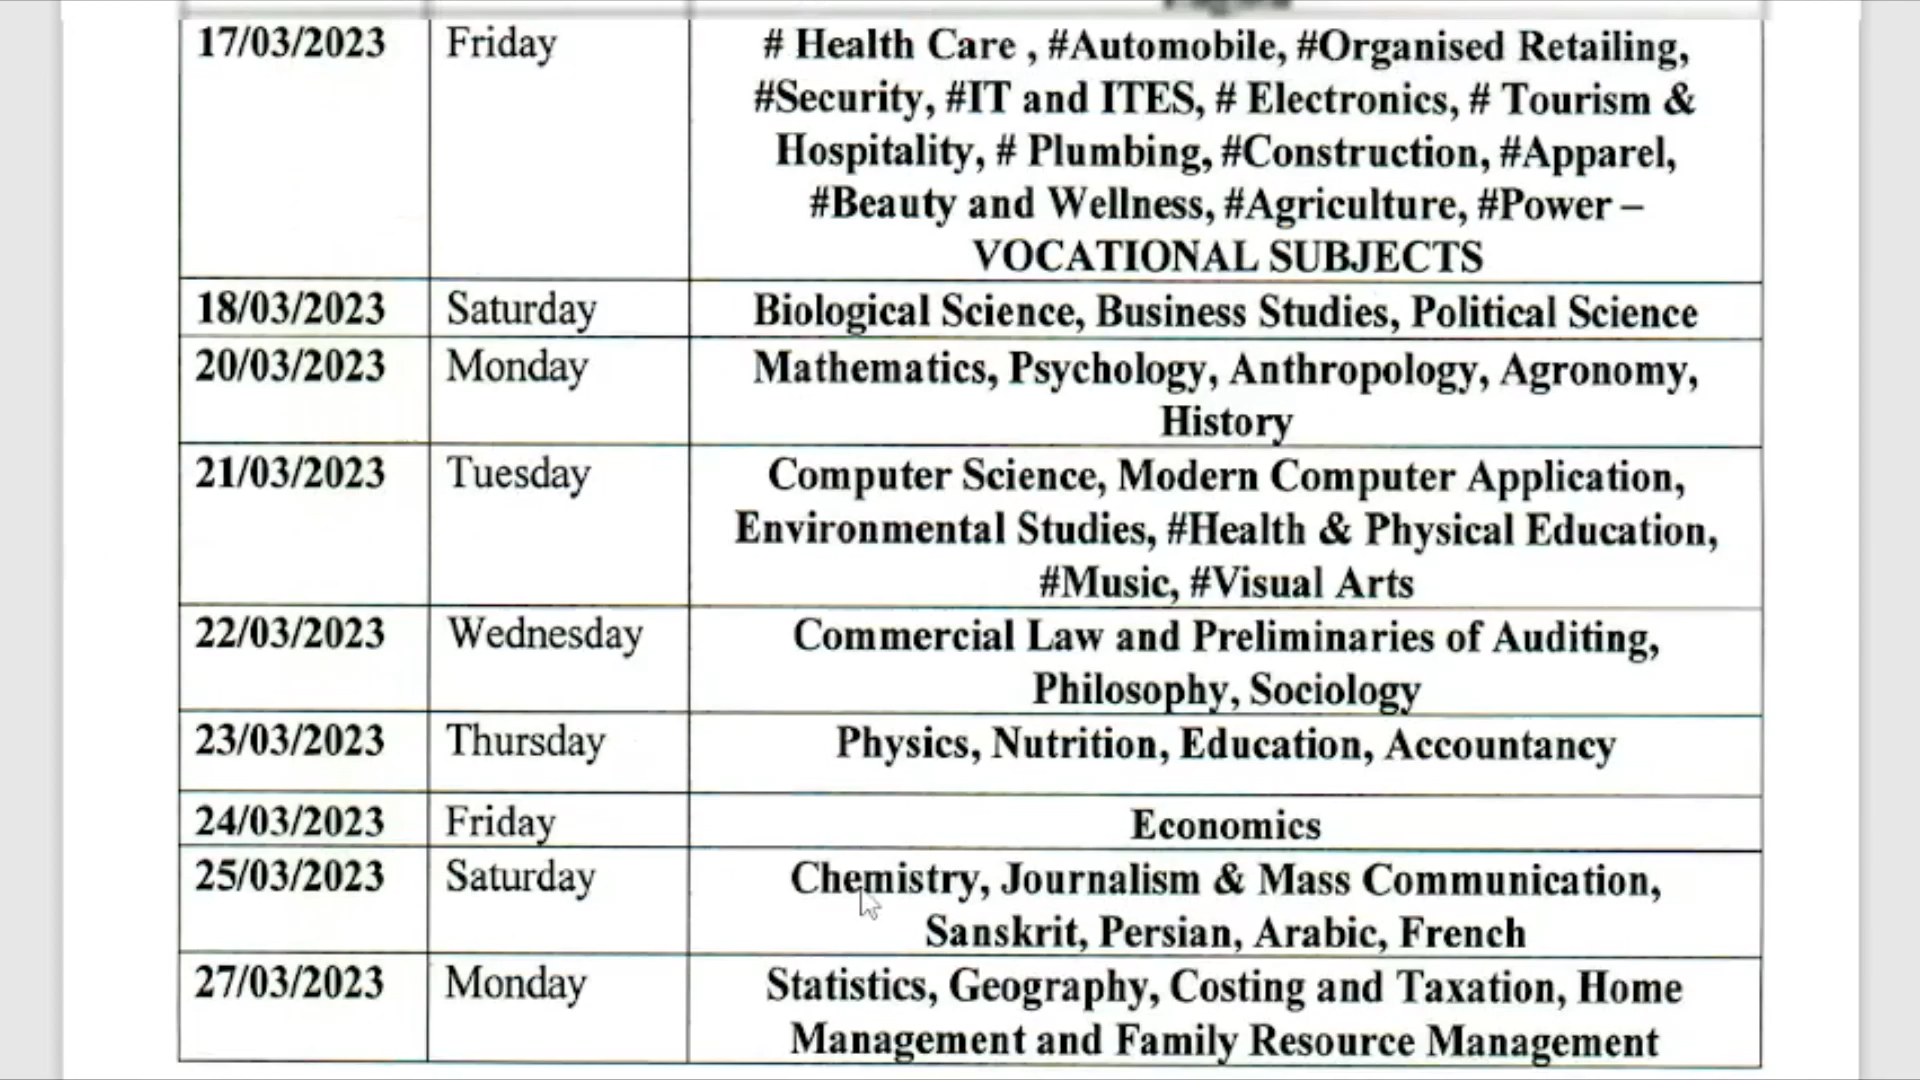 17/03/2023 Friday # Health Care , #Automobile, #Organised Retailing,
#Security, #IT and ITES, # Electronics, # Tourism &
Hospitality, # Plumbing, #Construction, #Apparel,
#Beauty and Wellness, #Agriculture, #Power –
VOCATIONAL SUBJECTS
18/03/2023 Saturday Biological Science, Business Studies, Political Science
20/03/2023 Monday Mathematics, Psychology, Anthropology, Agronomy,
History
21/03/2023 Tuesday Computer Science, Modern Computer Application,
Environmental Studies, #Health & Physical Education,
#Music, #Visual Arts
22/03/2023 Wednesday Commercial Law and Preliminaries of Auditing,
Philosophy, Sociology
23/03/2023 Thursday Physics, Nutrition, Education, Accountancy
24/03/2023 Friday Economics
25/03/2023 Saturday Chemistry, Journalism & Mass Communication,
Sanskrit, Persian, Arabic, French
27/03/2023 Monday Statistics, Geography, Costing and Taxation, Home
Management and Family Resource Management